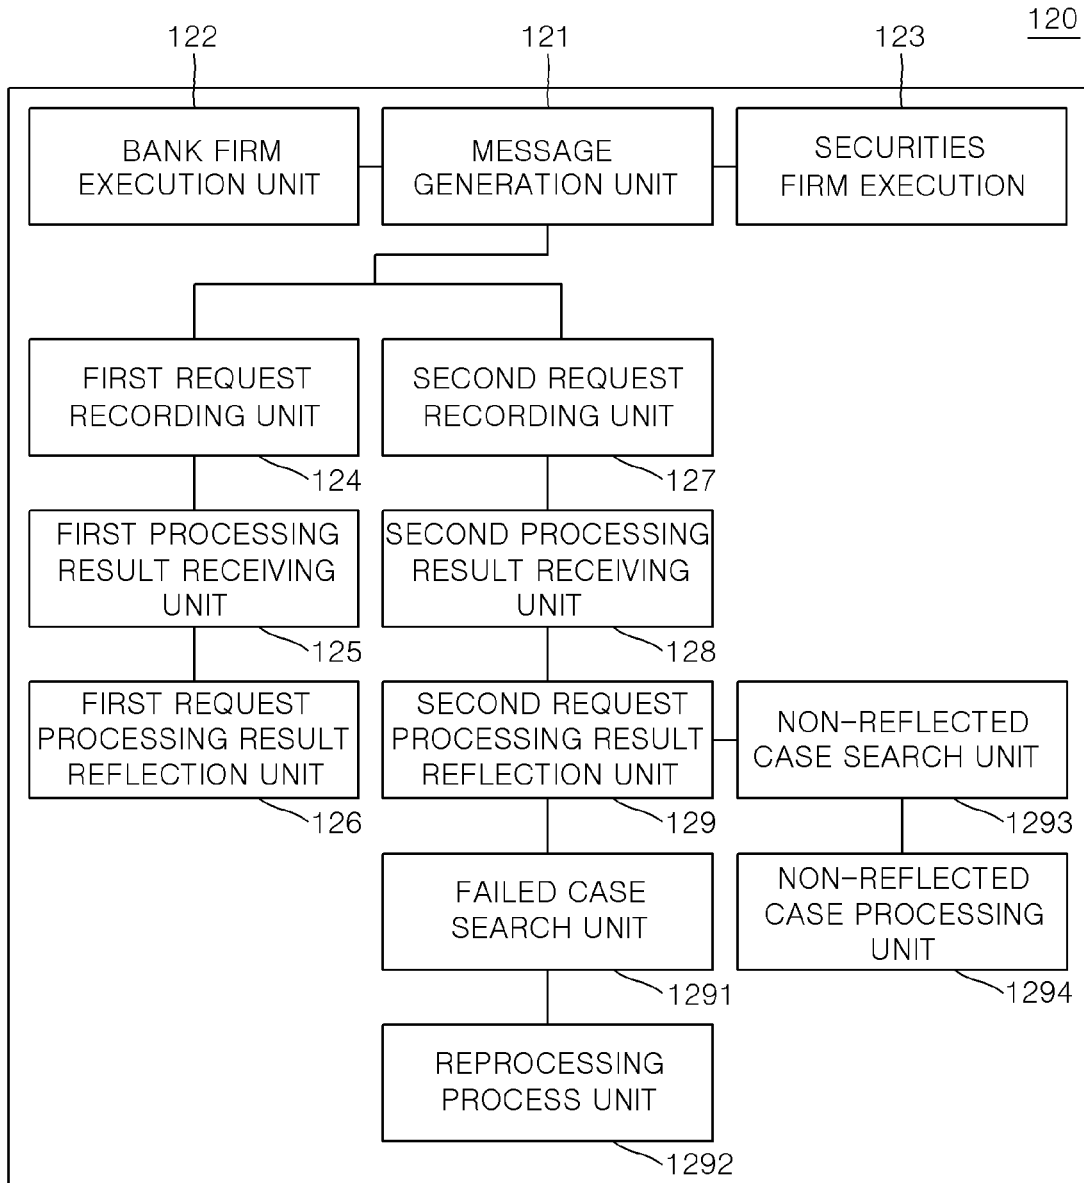 120
122
121
123
BANK FIRM
EXECUTION UNIT
MESSAGE
GENERATION UNIT
SECURITIES
FIRM EXECUTION
FIRST REQUEST
RECORDING UNIT
SECOND REQUEST
RECORDING UNIT
124
127
FIRST PROCESSING
RESULT RECEIVING
UNIT
SECOND PROCESSING
RESULT RECEIVING
UNIT
125
128
FIRST REQUEST
PROCESSING RESULT
REFLECTION UNIT
SECOND REQUEST
PROCESSING RESULT
REFLECTION UNIT
NON-REFLECTED
CASE SEARCH UNIT
126
129
1293
FAILED CASE
SEARCH UNIT
NON-REFLECTED
CASE PROCESSING
UNIT
1291
1294
REPROCESSING
PROCESS UNIT
1292